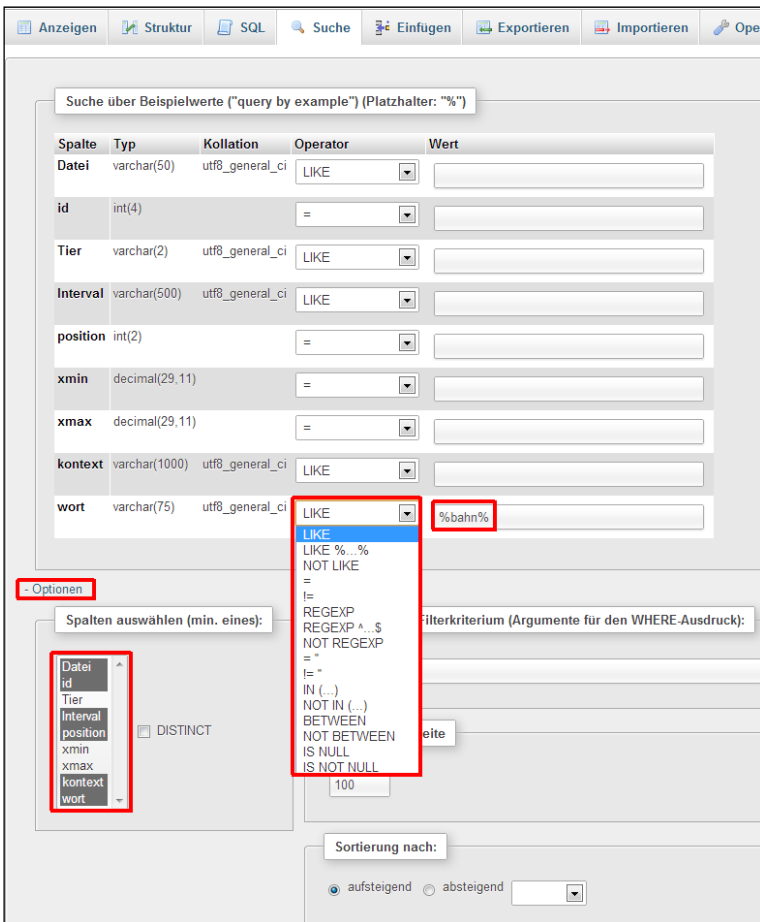 Anzeigen Struktur SQL Suche Einfügen Exportieren Importieren Ope
Suche über Beispielwerte ("query by example") (Platzhalter: "%")
Spalte Typ Kollation Operator Wert
Datei varchar(50) utf8_general_ci LIKE
id int(4) =
Tier varchar(2) utf8_general_ci LIKE
Interval varchar(500) utf8_general_ci LIKE
position int(2) =
xmin decimal(29,11) =
xmax decimal(29,11) =
kontext varchar(1000) utf8_general_ci LIKE
wort varchar(75) utf8_general_ci LIKE %bahn%
LIKE
LIKE %...%
NOT LIKE
=
!=
REGEXP
REGEXP ^...$
NOT REGEXP
= ''
!= ''
IN (...)
NOT IN (...)
BETWEEN
NOT BETWEEN
IS NULL
IS NOT NULL
- Optionen
Spalten auswählen (min. eines):
Datei
id
Tier
Interval
position
xmin
xmax
kontext
wort
DISTINCT
Filterkriterium (Argumente für den WHERE-Ausdruck):
eite
100
Sortierung nach:
aufsteigend absteigend